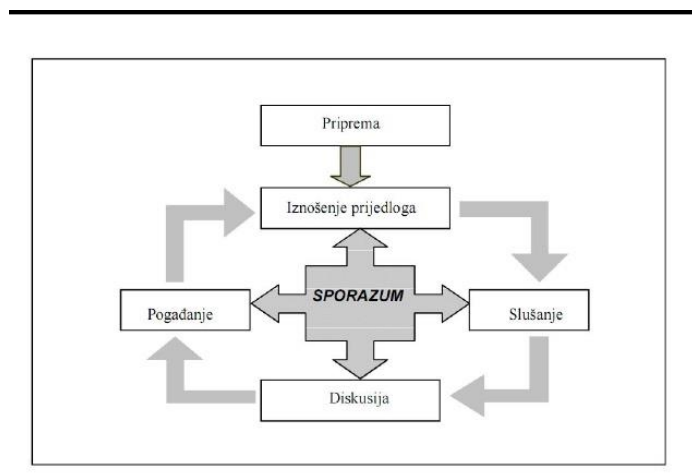 Priprema
Iznošenje prijedloga
SPORAZUM
Pogađanje
Slušanje
Diskusija